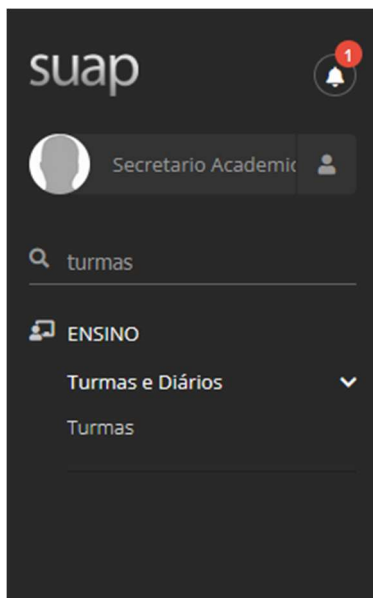 suap
1
Secretario Academic
turmas
ENSINO
Turmas e Diários
Turmas